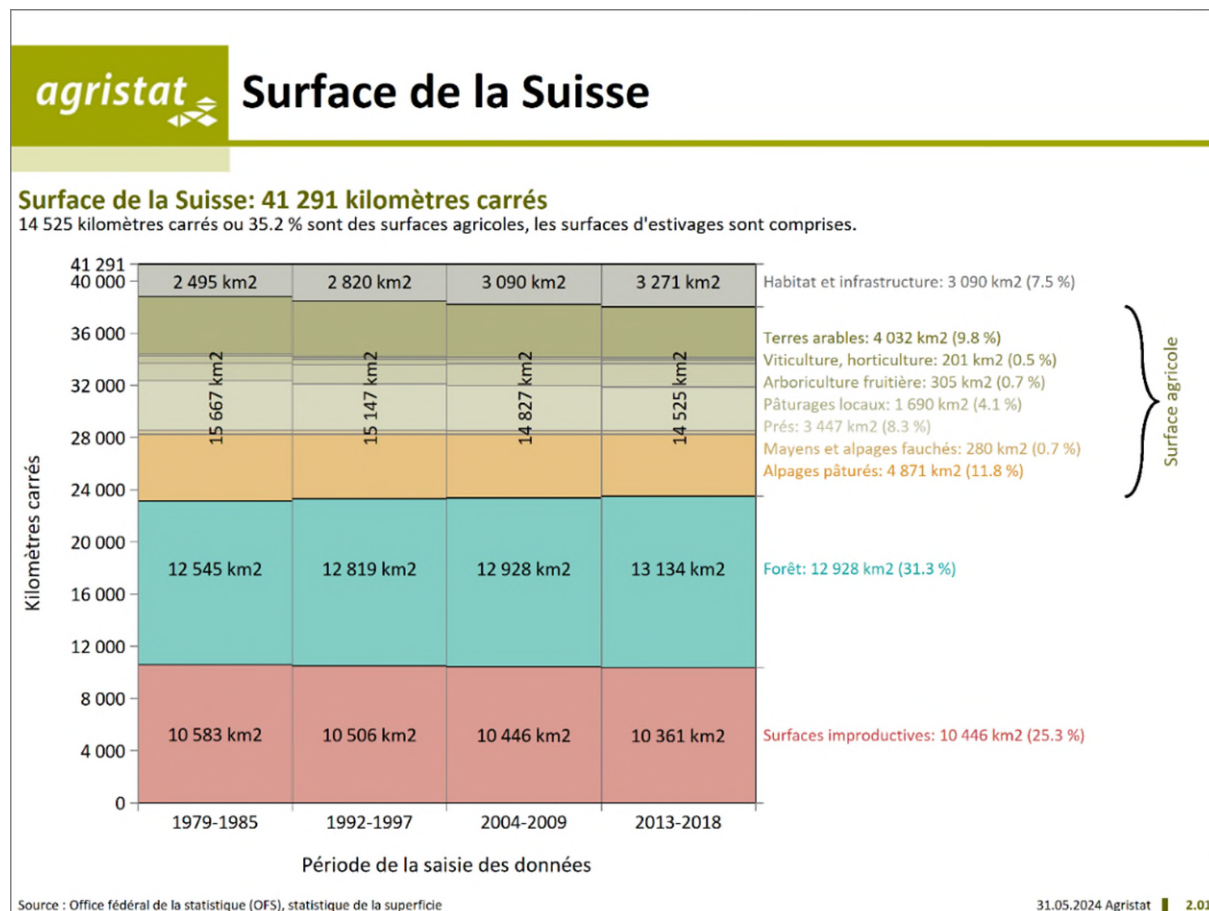 agristat
Surface de la Suisse
Surface de la Suisse: 41 291 kilomètres carrés
14 525 kilomètres carrés ou 35.2 % sont des surfaces agricoles, les surfaces d'estivages sont comprises.
Kilomètres carrés
41 291
40 000
36 000
32 000
28 000
24 000
20 000
16 000
12 000
8 000
4 000
0
2 495 km2
2 820 km2
3 090 km2
3 271 km2
15 667 km2
15 147 km2
14 827 km2
14 525 km2
12 545 km2
12 819 km2
12 928 km2
13 134 km2
10 583 km2
10 506 km2
10 446 km2
10 361 km2
Habitat et infrastructure: 3 090 km2 (7.5 %)
Terres arables: 4 032 km2 (9.8 %)
Viticulture, horticulture: 201 km2 (0.5 %)
Arboriculture fruitière: 305 km2 (0.7 %)
Pâturages locaux: 1 690 km2 (4.1 %)
Prés: 3 447 km2 (8.3 %)
Mayens et alpages fauchés: 280 km2 (0.7 %)
Alpages pâturés: 4 871 km2 (11.8 %)
Surface agricole
Forêt: 12 928 km2 (31.3 %)
Surfaces improductives: 10 446 km2 (25.3 %)
1979-1985
1992-1997
2004-2009
2013-2018
Période de la saisie des données
Source : Office fédéral de la statistique (OFS), statistique de la superficie
31.05.2024 Agristat
2.01